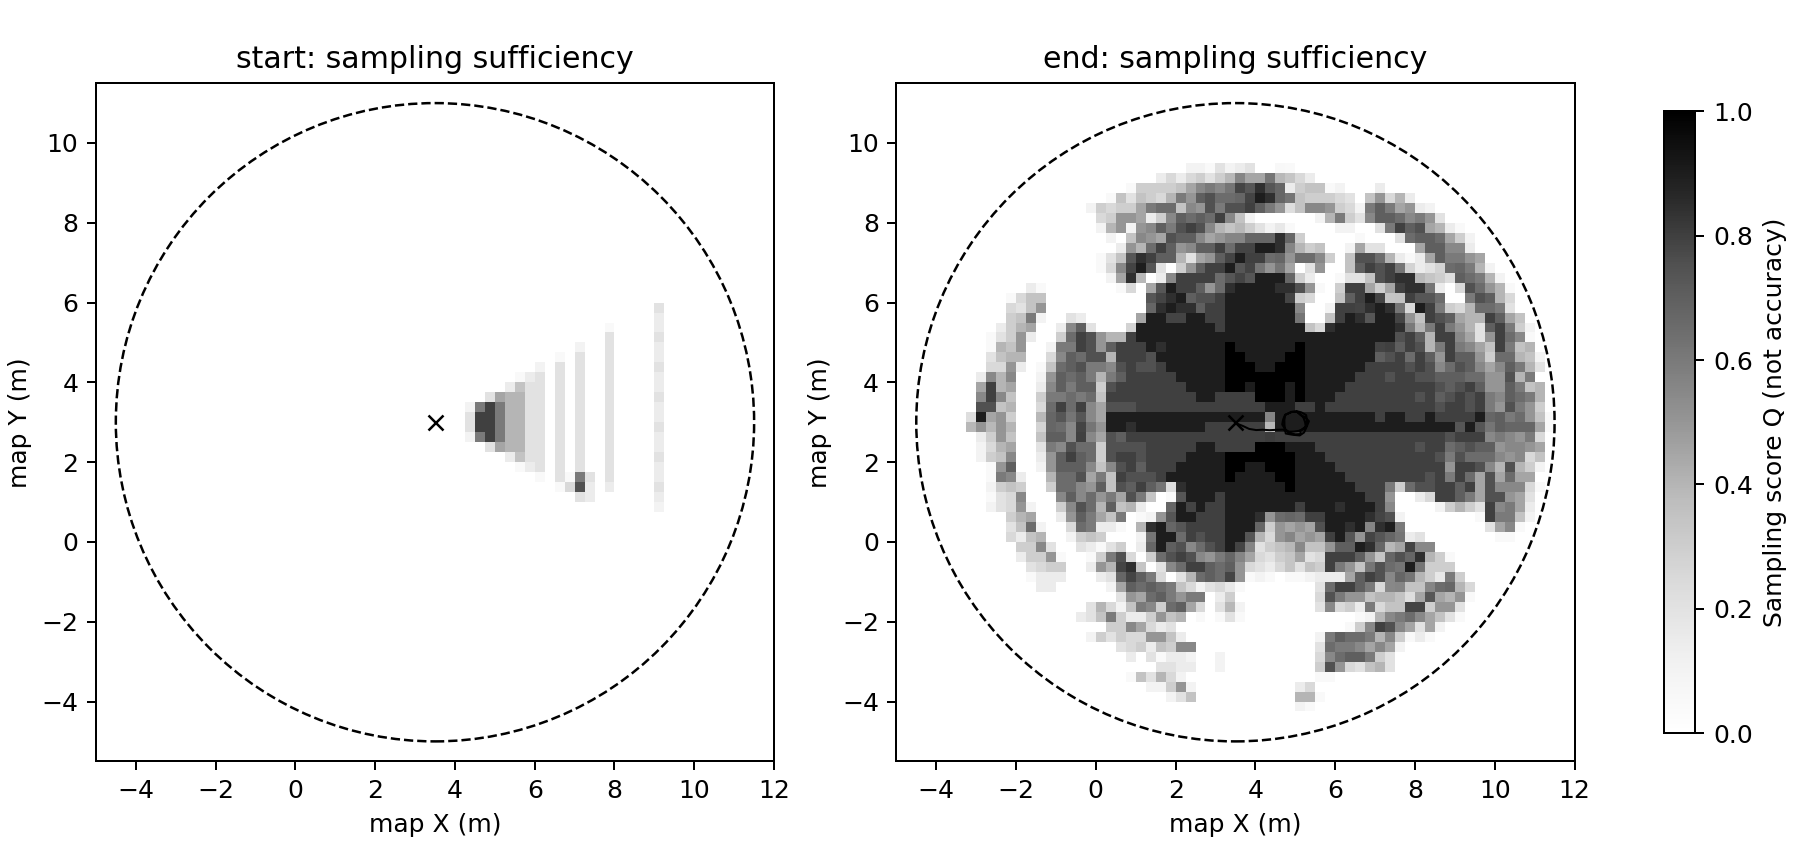 start: sampling sufficiency
end: sampling sufficiency
10
8
6
4
2
0
−2
−4
map Y (m)
−4 −2 0 2 4 6 8 10 12
map X (m)
10
8
6
4
2
0
−2
−4
map Y (m)
−4 −2 0 2 4 6 8 10 12
map X (m)
1.0
0.8
0.6
0.4
0.2
0.0
Sampling score Q (not accuracy)